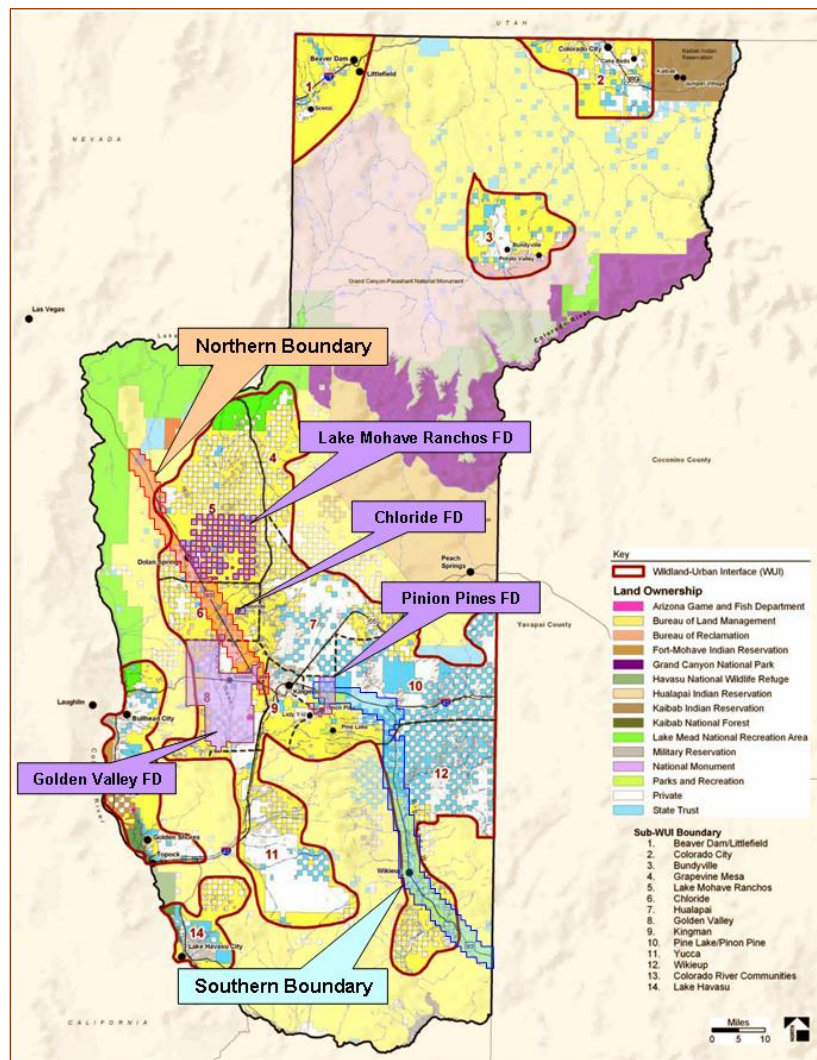 UTAH
Colorado City
Kaibab Indian
Reservation
Beaver Dam
Cane Beds
Littlefield
Kaibab
Juniper Village
1
2
389
Scenic
NEVADA
3
Bundyville
Potato Valley
Grand Canyon-Parashant National Monument
Las Vegas
Colorado River
Northern Boundary
Lake Mohave Ranchos FD
4
Coconino County
5
Chloride FD
Dolan Springs
Peach
Springs
Pinion Pines FD
6
7
Yavapai County
10
Laughlin
8
9
Bullhead City
Pine Lake
12
Golden Valley FD
Golden Shores
Topock
11
Wikieup
14
Lake Havasu City
Southern Boundary
93
CALIFORNIA
Key
Wildland-Urban Interface (WUI)
Land Ownership
Arizona Game and Fish Department
Bureau of Land Management
Bureau of Reclamation
Fort-Mohave Indian Reservation
Grand Canyon National Park
Havasu National Wildlife Refuge
Hualapai Indian Reservation
Kaibab Indian Reservation
Kaibab National Forest
Lake Mead National Recreation Area
Military Reservation
National Monument
Parks and Recreation
Private
State Trust
Sub-WUI Boundary
1. Beaver Dam/Littlefield
2. Colorado City
3. Bundyville
4. Grapevine Mesa
5. Lake Mohave Ranchos
6. Chloride
7. Hualapai
8. Golden Valley
9. Kingman
10. Pine Lake/Pinon Pine
11. Yucca
12. Wikieup
13. Colorado River Communities
14. Lake Havasu
Miles
0 5 10